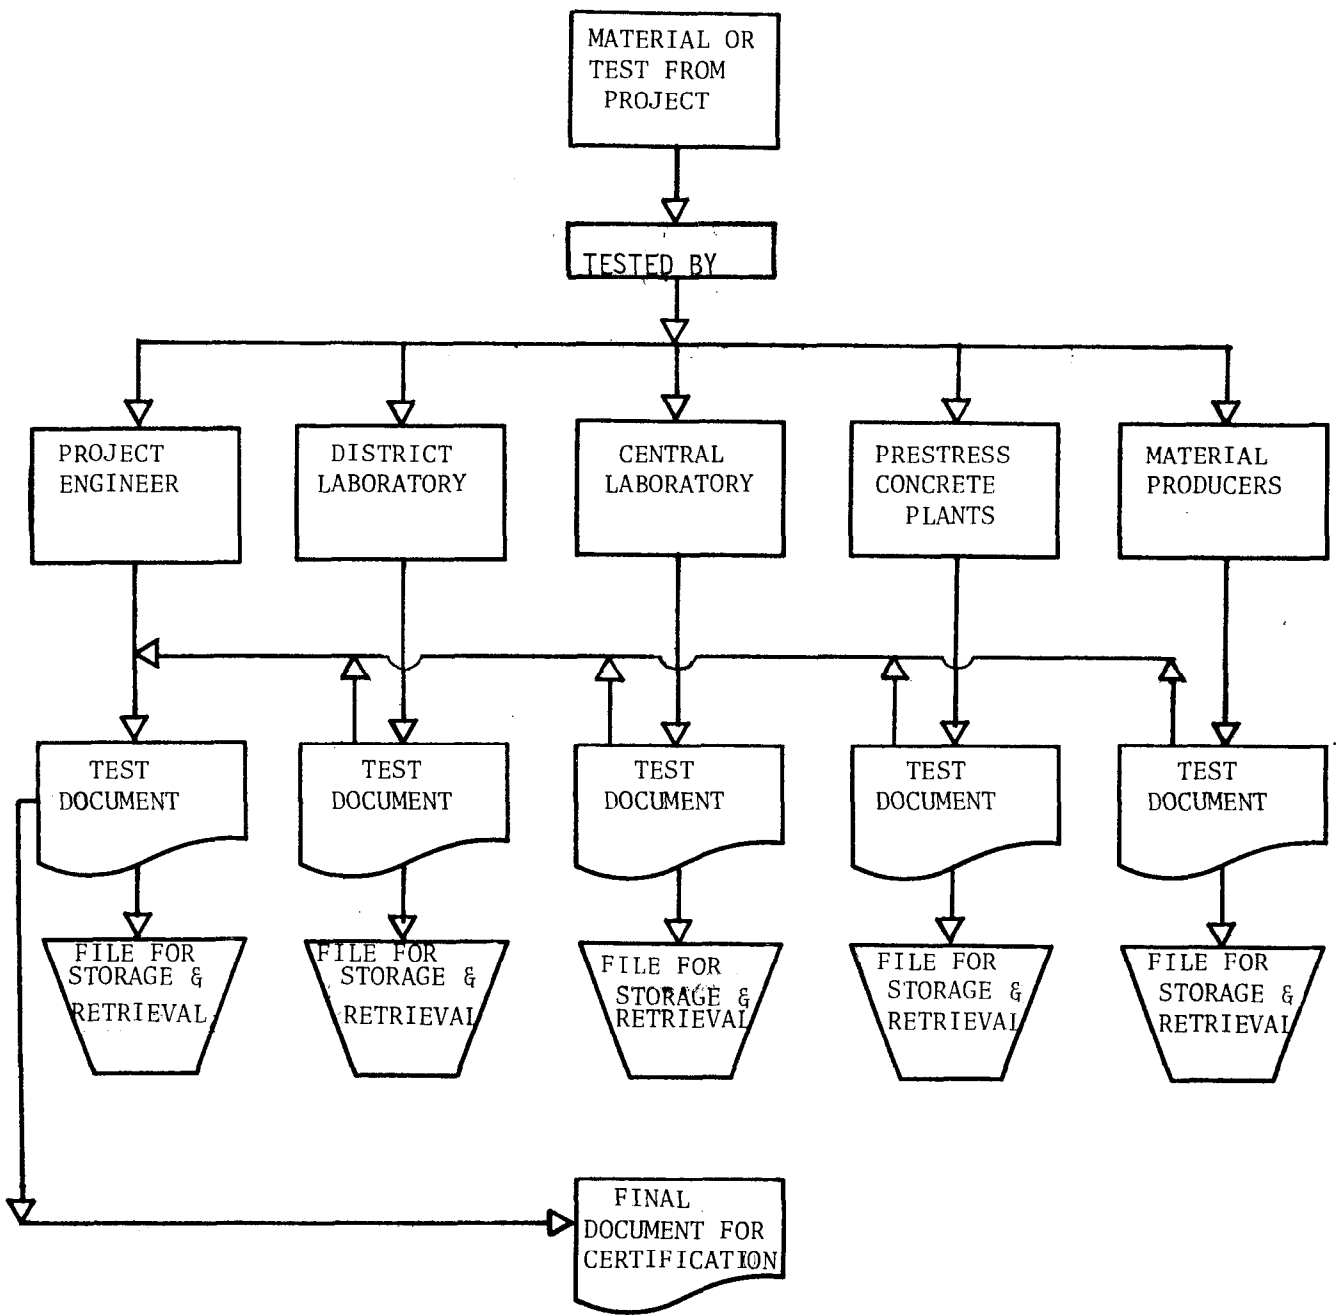 MATERIAL OR
TEST FROM
PROJECT
TESTED BY
PROJECT
ENGINEER
DISTRICT
LABORATORY
CENTRAL
LABORATORY
PRESTRESS
CONCRETE
PLANTS
MATERIAL
PRODUCERS
TEST
DOCUMENT
TEST
DOCUMENT
TEST
DOCUMENT
TEST
DOCUMENT
TEST
DOCUMENT
FILE FOR
STORAGE &
RETRIEVAL
FILE FOR
STORAGE &
RETRIEVAL
FILE FOR
STORAGE &
RETRIEVAL
FILE FOR
STORAGE &
RETRIEVAL
FILE FOR
STORAGE &
RETRIEVAL
FINAL
DOCUMENT FOR
CERTIFICATION